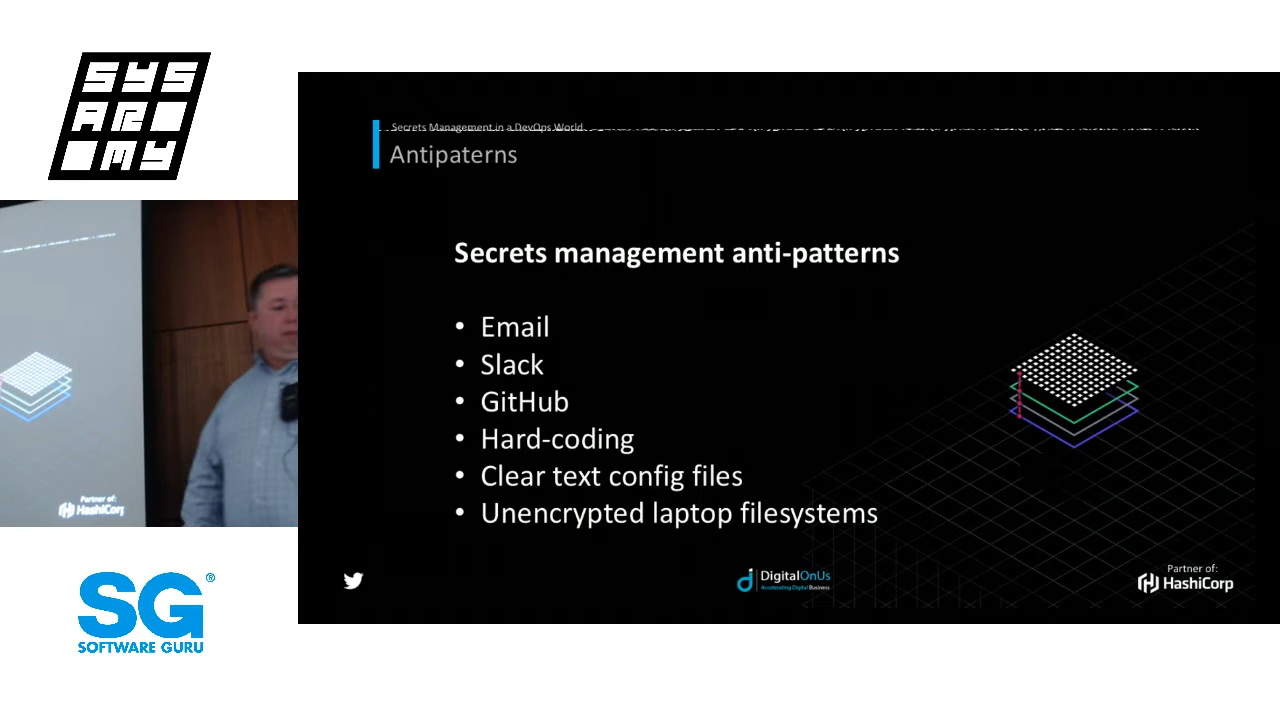 SYS
AR
MY
Secrets Management in a DevOps World
Antipaterns
Secrets management anti-patterns
• Email
• Slack
• GitHub
• Hard-coding
• Clear text config files
• Unencrypted laptop filesystems
DigitalOnUs
Accelerating Digital Business
Partner of:
HashiCorp
Partner of:
HashiCorp
SG®
SOFTWARE GURU